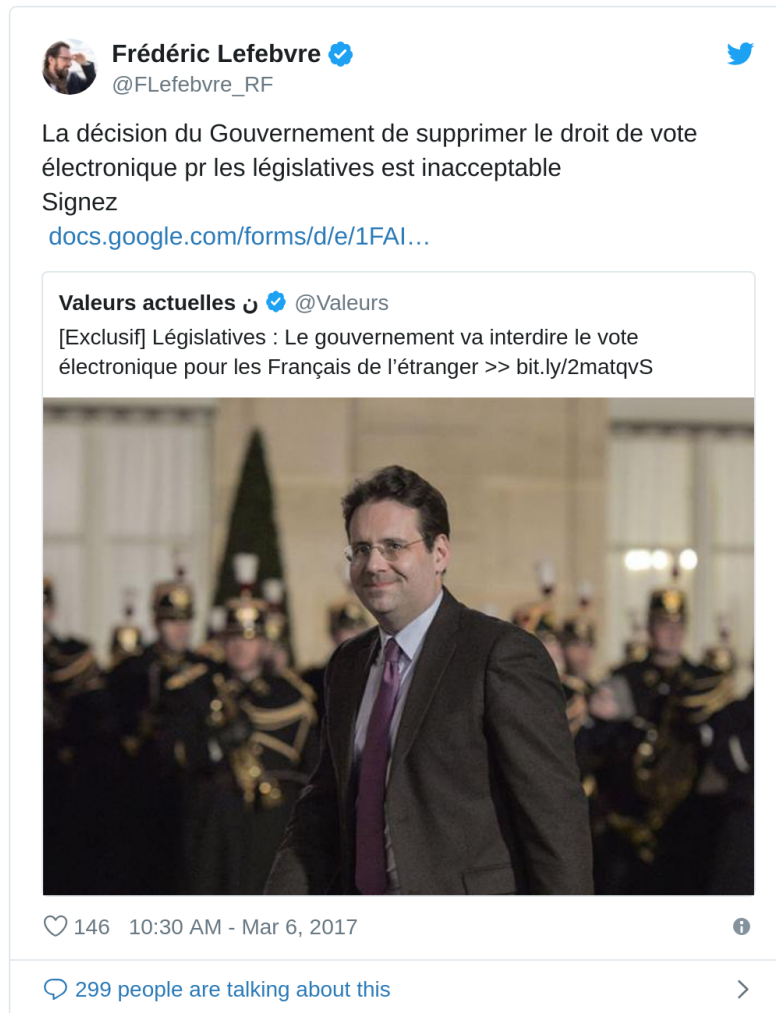 Frédéric Lefebvre
@FLefebvre_RF
La décision du Gouvernement de supprimer le droit de vote
électronique pr les législatives est inacceptable
Signez
docs.google.com/forms/d/e/1FAI…
Valeurs actuelles ن @Valeurs
[Exclusif] Législatives : Le gouvernement va interdire le vote
électronique pour les Français de l’étranger >> bit.ly/2matqvS
146 10:30 AM - Mar 6, 2017
299 people are talking about this